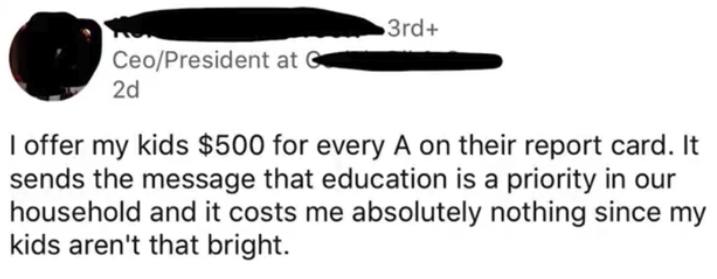 3rd+
Ceo/President at
2d
I offer my kids $500 for every A on their report card. It
sends the message that education is a priority in our
household and it costs me absolutely nothing since my
kids aren't that bright.